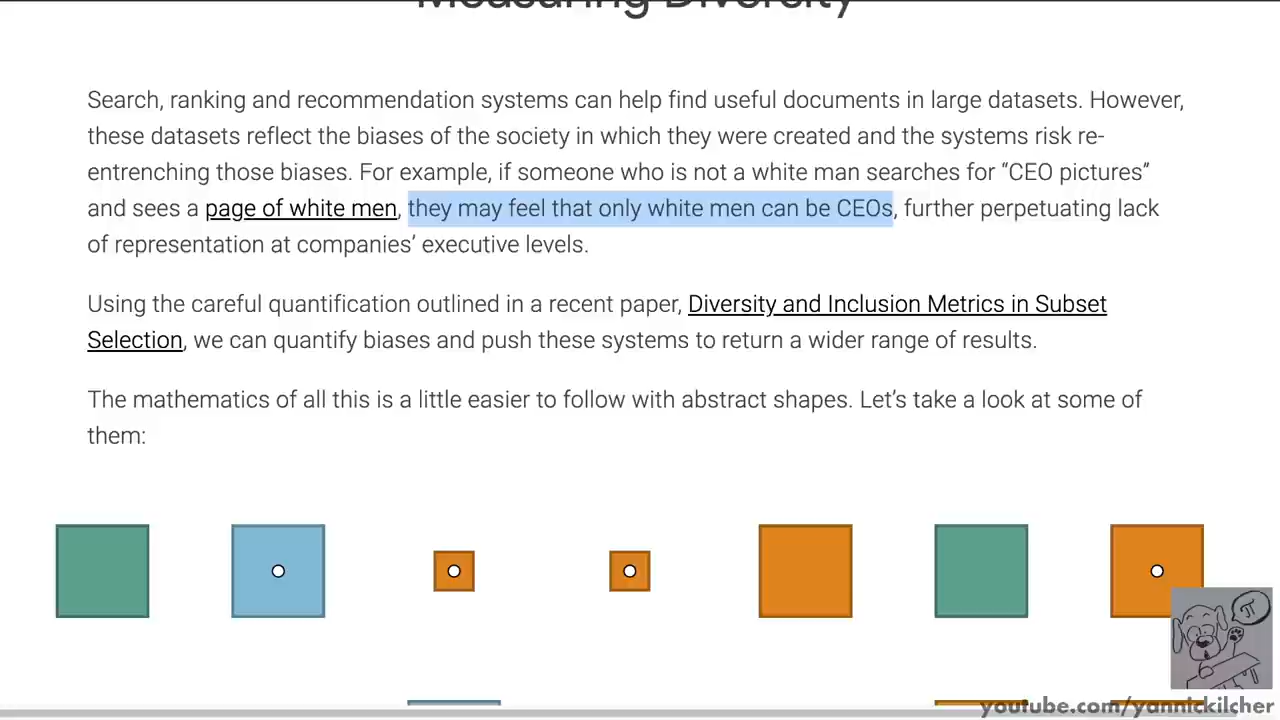 Measuring Diversity
Search, ranking and recommendation systems can help find useful documents in large datasets. However,
these datasets reflect the biases of the society in which they were created and the systems risk re-
entrenching those biases. For example, if someone who is not a white man searches for “CEO pictures”
and sees a page of white men, they may feel that only white men can be CEOs, further perpetuating lack
of representation at companies’ executive levels.
Using the careful quantification outlined in a recent paper, Diversity and Inclusion Metrics in Subset
Selection, we can quantify biases and push these systems to return a wider range of results.
The mathematics of all this is a little easier to follow with abstract shapes. Let’s take a look at some of
them:
π
youtube.com/yannickilcher